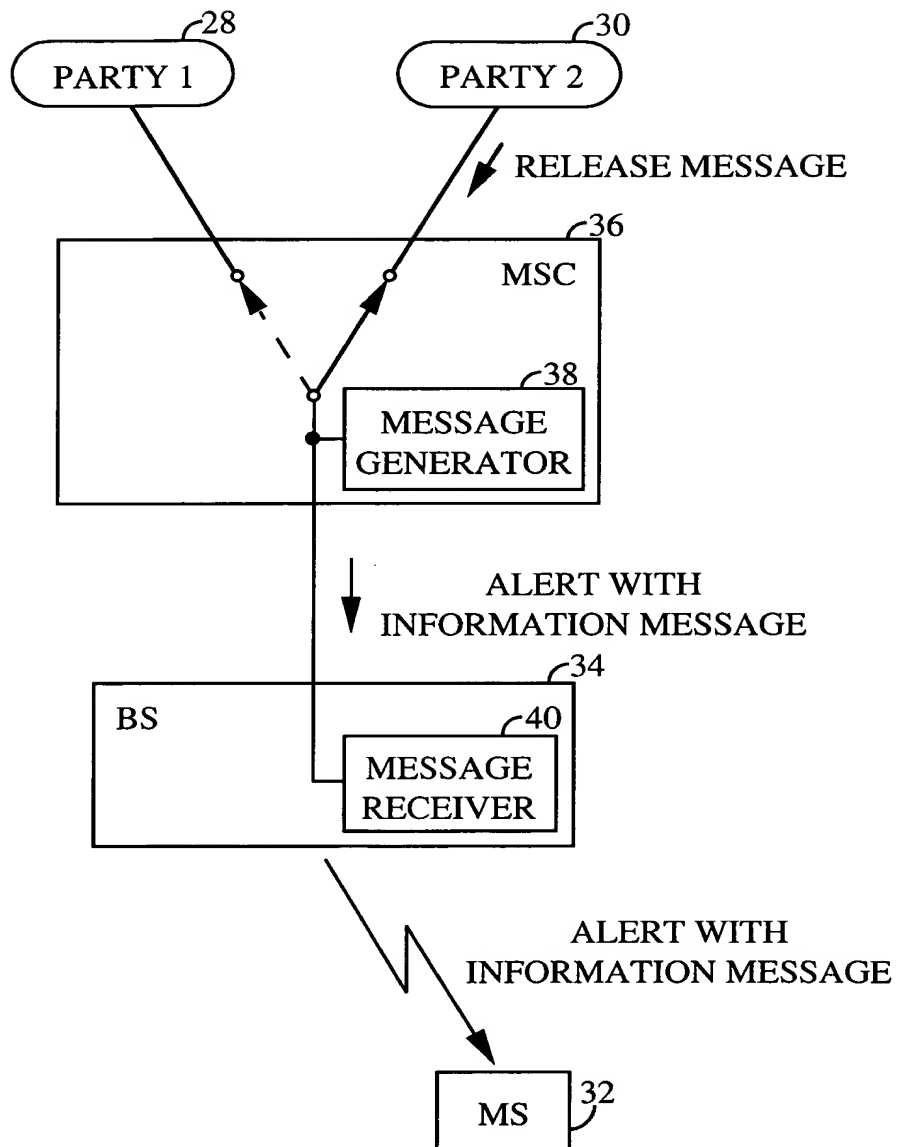 28
30
PARTY 1
PARTY 2
RELEASE MESSAGE
36
MSC
38
MESSAGE
GENERATOR
ALERT WITH
INFORMATION MESSAGE
34
BS
40
MESSAGE
RECEIVER
ALERT WITH
INFORMATION MESSAGE
MS
32